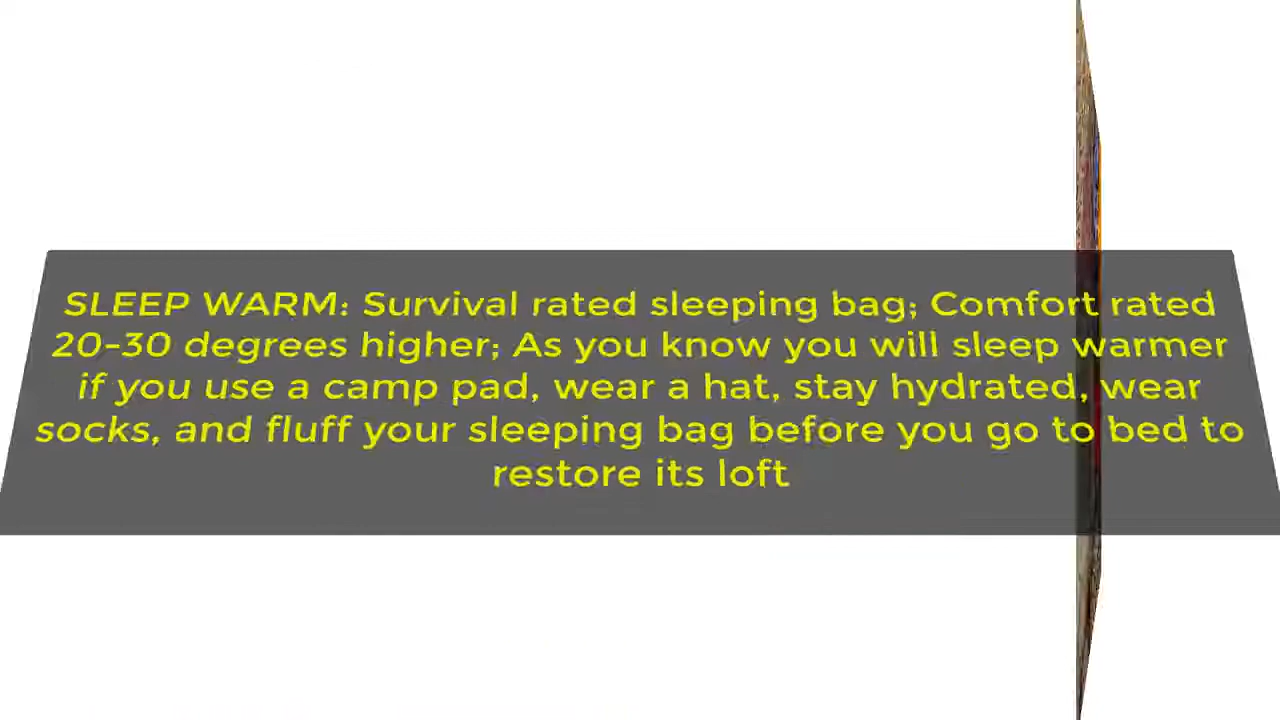 SLEEP WARM: Survival rated sleeping bag; Comfort rated
20-30 degrees higher; As you know you will sleep warmer
if you use a camp pad, wear a hat, stay hydrated, wear
socks, and fluff your sleeping bag before you go to bed to
restore its loft